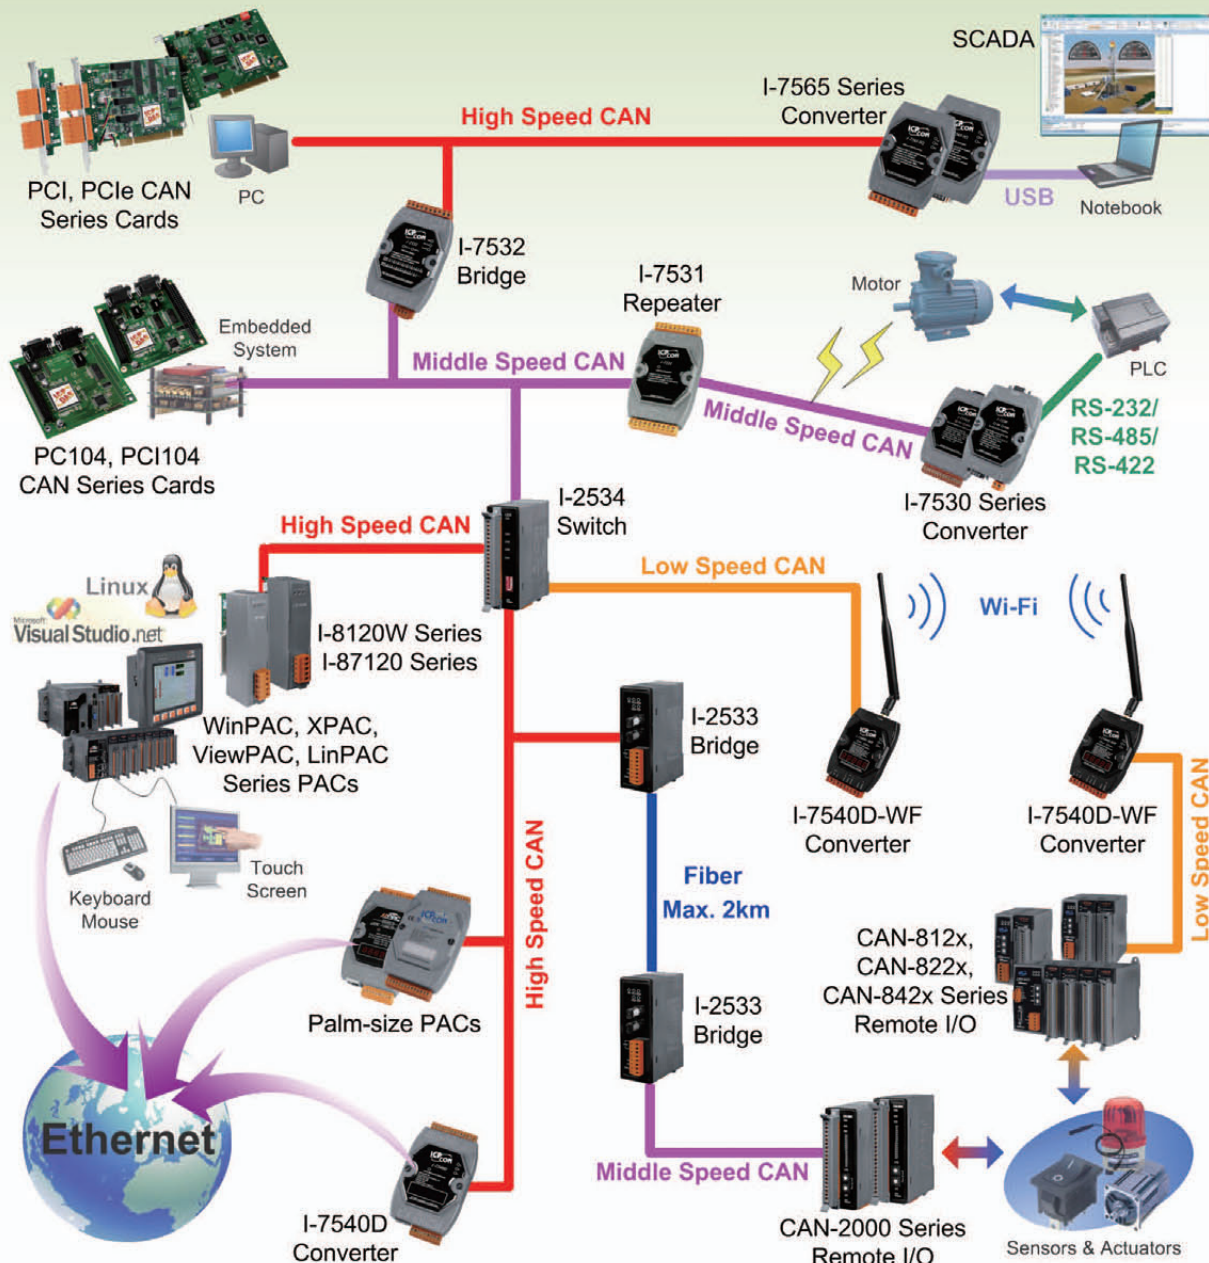 SCADA
I-7565 Series
Converter
High Speed CAN
PCI, PCIe CAN
Series Cards
PC
USB
Notebook
I-7532
Bridge
I-7531
Repeater
Motor
PLC
Embedded
System
Middle Speed CAN
Middle Speed CAN
RS-232/
RS-485/
RS-422
PC104, PCI104
CAN Series Cards
I-7530 Series
Converter
I-2534
Switch
High Speed CAN
Low Speed CAN
Wi-Fi
Linux
Microsoft
Visual Studio.net
I-8120W Series
I-87120 Series
WinPAC, XPAC,
ViewPAC, LinPAC
Series PACs
I-2533
Bridge
I-7540D-WF
Converter
I-7540D-WF
Converter
Low Speed CAN
Keyboard
Mouse
Touch
Screen
High Speed CAN
Fiber
Max. 2km
CAN-812x,
CAN-822x,
CAN-842x Series
Remote I/O
Palm-size PACs
I-2533
Bridge
Ethernet
Middle Speed CAN
I-7540D
Converter
CAN-2000 Series
Remote I/O
Sensors & Actuators